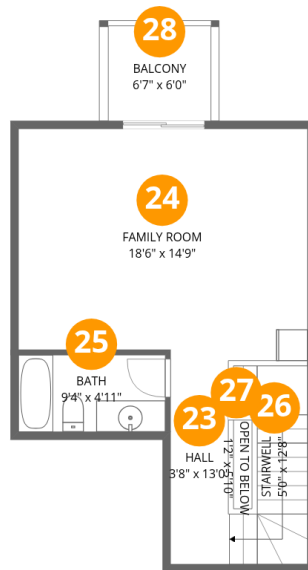 28
BALCONY
6'7" x 6'0"
24
FAMILY ROOM
18'6" x 14'9"
25
BATH
9'4" x 4'11"
23
HALL
3'8" x 13'0"
27
OPEN TO BELOW
26
STAIRWELL
5'0" x 12'8"